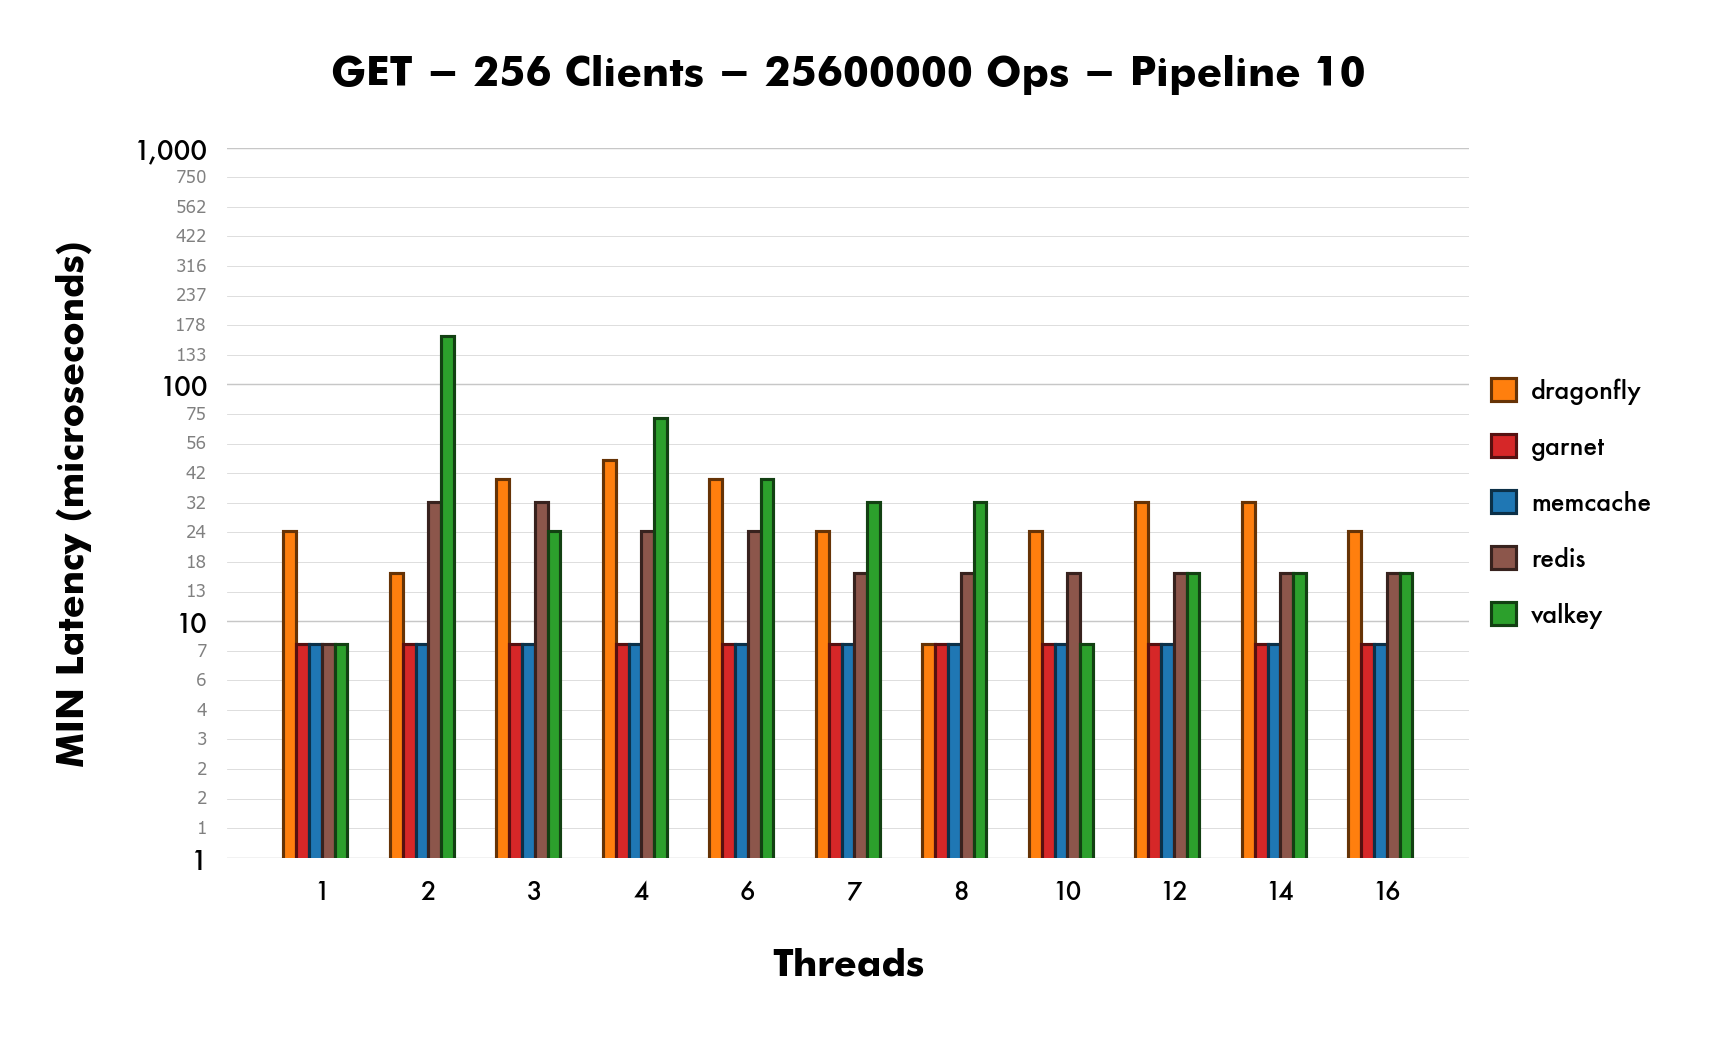 GET – 256 Clients – 25600000 Ops – Pipeline 10
MIN Latency (microseconds)
1,000
750
562
422
316
237
178
133
100
75
56
42
32
24
18
13
10
7
6
4
3
2
2
1
1
dragonfly
garnet
memcache
redis
valkey
1 2 3 4 6 7 8 10 12 14 16
Threads